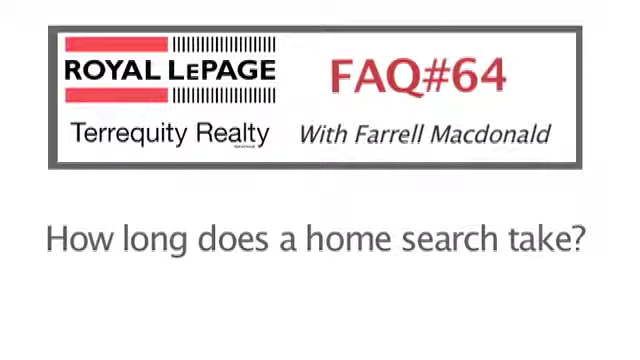 ROYAL LEPAGE
Terrequity Realty
FAQ#64
With Farrell Macdonald
How long does a home search take?